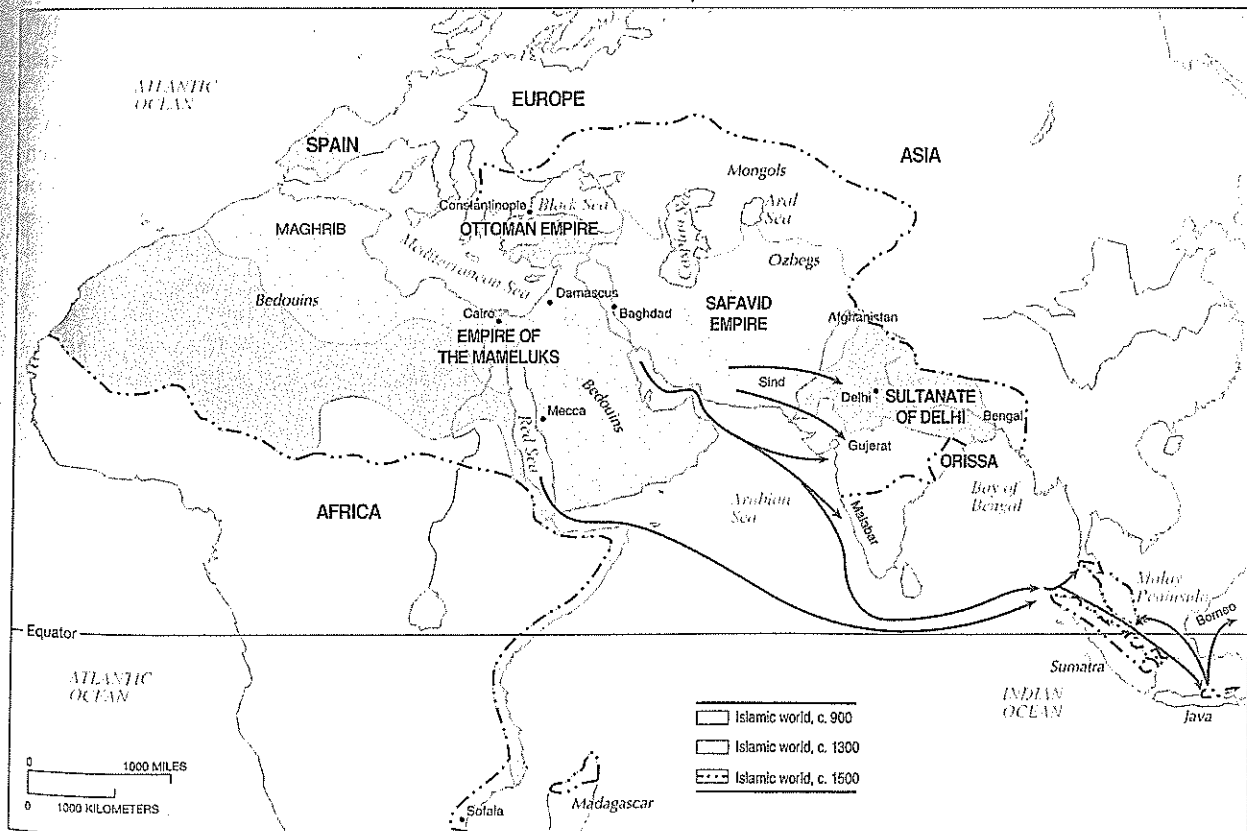 ATLANTIC
OCEAN
EUROPE
SPAIN
ASIA
Mongols
Constantinople
Black Sea
Caspian Sea
Aral
Sea
MAGHRIB
OTTOMAN EMPIRE
Mediterranean Sea
Ozbegs
Bedouins
Damascus
Cairo
Baghdad
SAFAVID
EMPIRE
Afghanistan
EMPIRE OF
THE MAMELUKS
Sind
Delhi
SULTANATE
OF DELHI
Bengal
Mecca
Bedouins
Red Sea
Gujerat
ORISSA
AFRICA
Arabian
Sea
Malabar
Bay of
Bengal
Malay
Peninsula
Equator
Borneo
Sumatra
ATLANTIC
OCEAN
INDIAN
OCEAN
Java
Islamic world, c. 900
Islamic world, c. 1300
Islamic world, c. 1500
0 1000 MILES
0 1000 KILOMETERS
Sofala
Madagascar